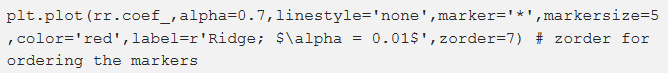 plt.plot(rr.coef_,alpha=0.7,linestyle='none',marker='*',markersize=5
,color='red',label=r'Ridge; $\alpha = 0.01$',zorder=7) # zorder for
ordering the markers